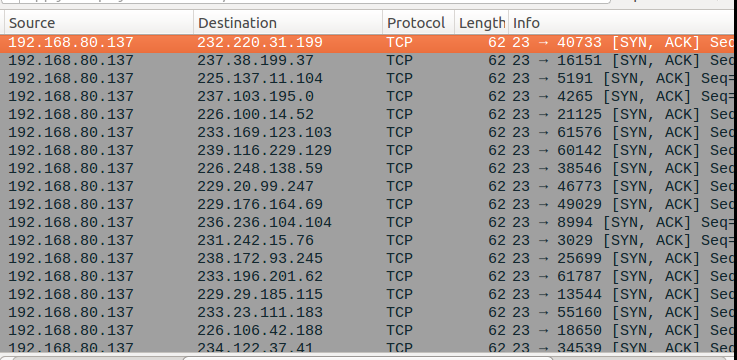 Source Destination Protocol Length Info
192.168.80.137 232.220.31.199 TCP 62 23 → 40733 [SYN, ACK] Seq
192.168.80.137 237.38.199.37 TCP 62 23 → 16151 [SYN, ACK] Seq
192.168.80.137 225.137.11.104 TCP 62 23 → 5191 [SYN, ACK] Seq=
192.168.80.137 237.103.195.0 TCP 62 23 → 4265 [SYN, ACK] Seq=
192.168.80.137 226.100.14.52 TCP 62 23 → 21125 [SYN, ACK] Seq
192.168.80.137 233.169.123.103 TCP 62 23 → 61576 [SYN, ACK] Seq
192.168.80.137 239.116.229.129 TCP 62 23 → 60142 [SYN, ACK] Seq
192.168.80.137 226.248.138.59 TCP 62 23 → 38546 [SYN, ACK] Seq
192.168.80.137 229.20.99.247 TCP 62 23 → 46773 [SYN, ACK] Seq
192.168.80.137 229.176.164.69 TCP 62 23 → 49029 [SYN, ACK] Seq
192.168.80.137 236.236.104.104 TCP 62 23 → 8994 [SYN, ACK] Seq=
192.168.80.137 231.242.15.76 TCP 62 23 → 3029 [SYN, ACK] Seq=
192.168.80.137 238.172.93.245 TCP 62 23 → 25699 [SYN, ACK] Seq
192.168.80.137 233.196.201.62 TCP 62 23 → 61787 [SYN, ACK] Seq
192.168.80.137 229.29.185.115 TCP 62 23 → 13544 [SYN, ACK] Seq
192.168.80.137 233.23.111.183 TCP 62 23 → 55160 [SYN, ACK] Seq
192.168.80.137 226.106.42.188 TCP 62 23 → 18650 [SYN, ACK] Seq
192.168.80.137 234.122.37.41 TCP 62 23 → 34539 [SYN, ACK] Seq